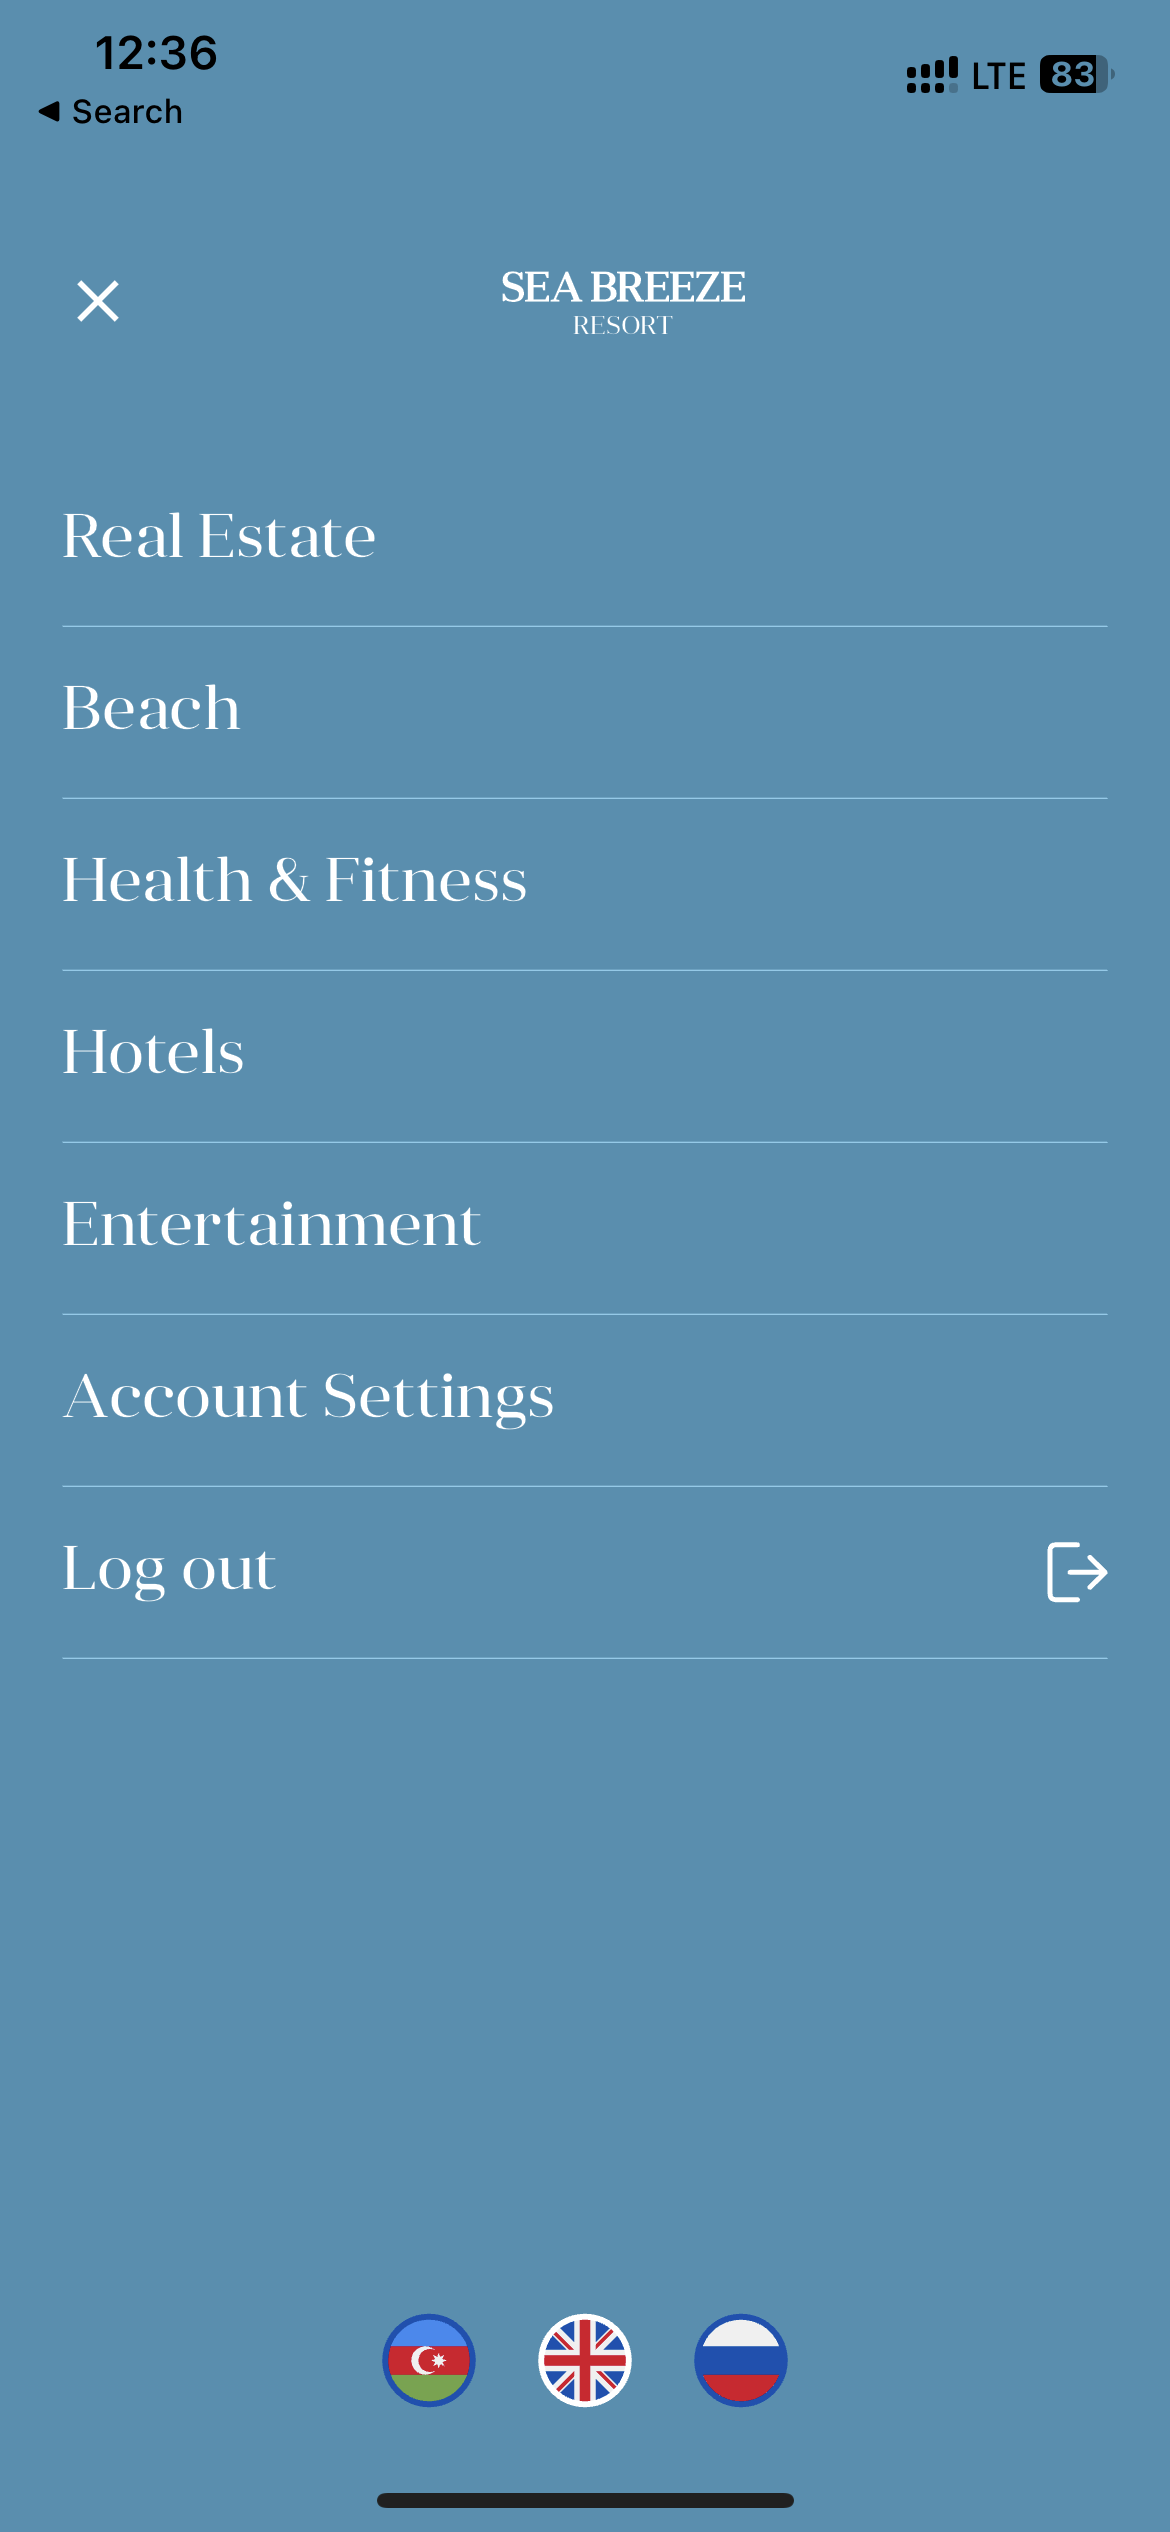 12:36
LTE 83
Search
SEA BREEZE
RESORT
Real Estate
Beach
Health & Fitness
Hotels
Entertainment
Account Settings
Log out